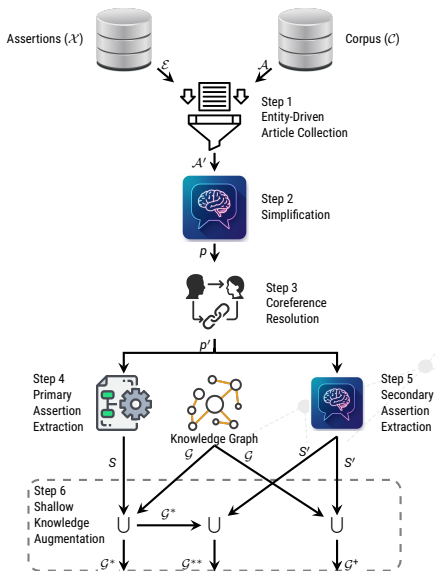 Assertions (𝒳)
Corpus (𝒞)
ℰ
𝒜
Step 1
Entity-Driven
Article Collection
𝒜′
Step 2
Simplification
p
Step 3
Coreference
Resolution
p′
Step 4
Primary
Assertion
Extraction
Knowledge Graph
Step 5
Secondary
Assertion
Extraction
S
𝒢
𝒢
S′
S′
Step 6
Shallow
Knowledge
Augmentation
∪
𝒢*
∪
∪
𝒢*
𝒢**
𝒢⁺